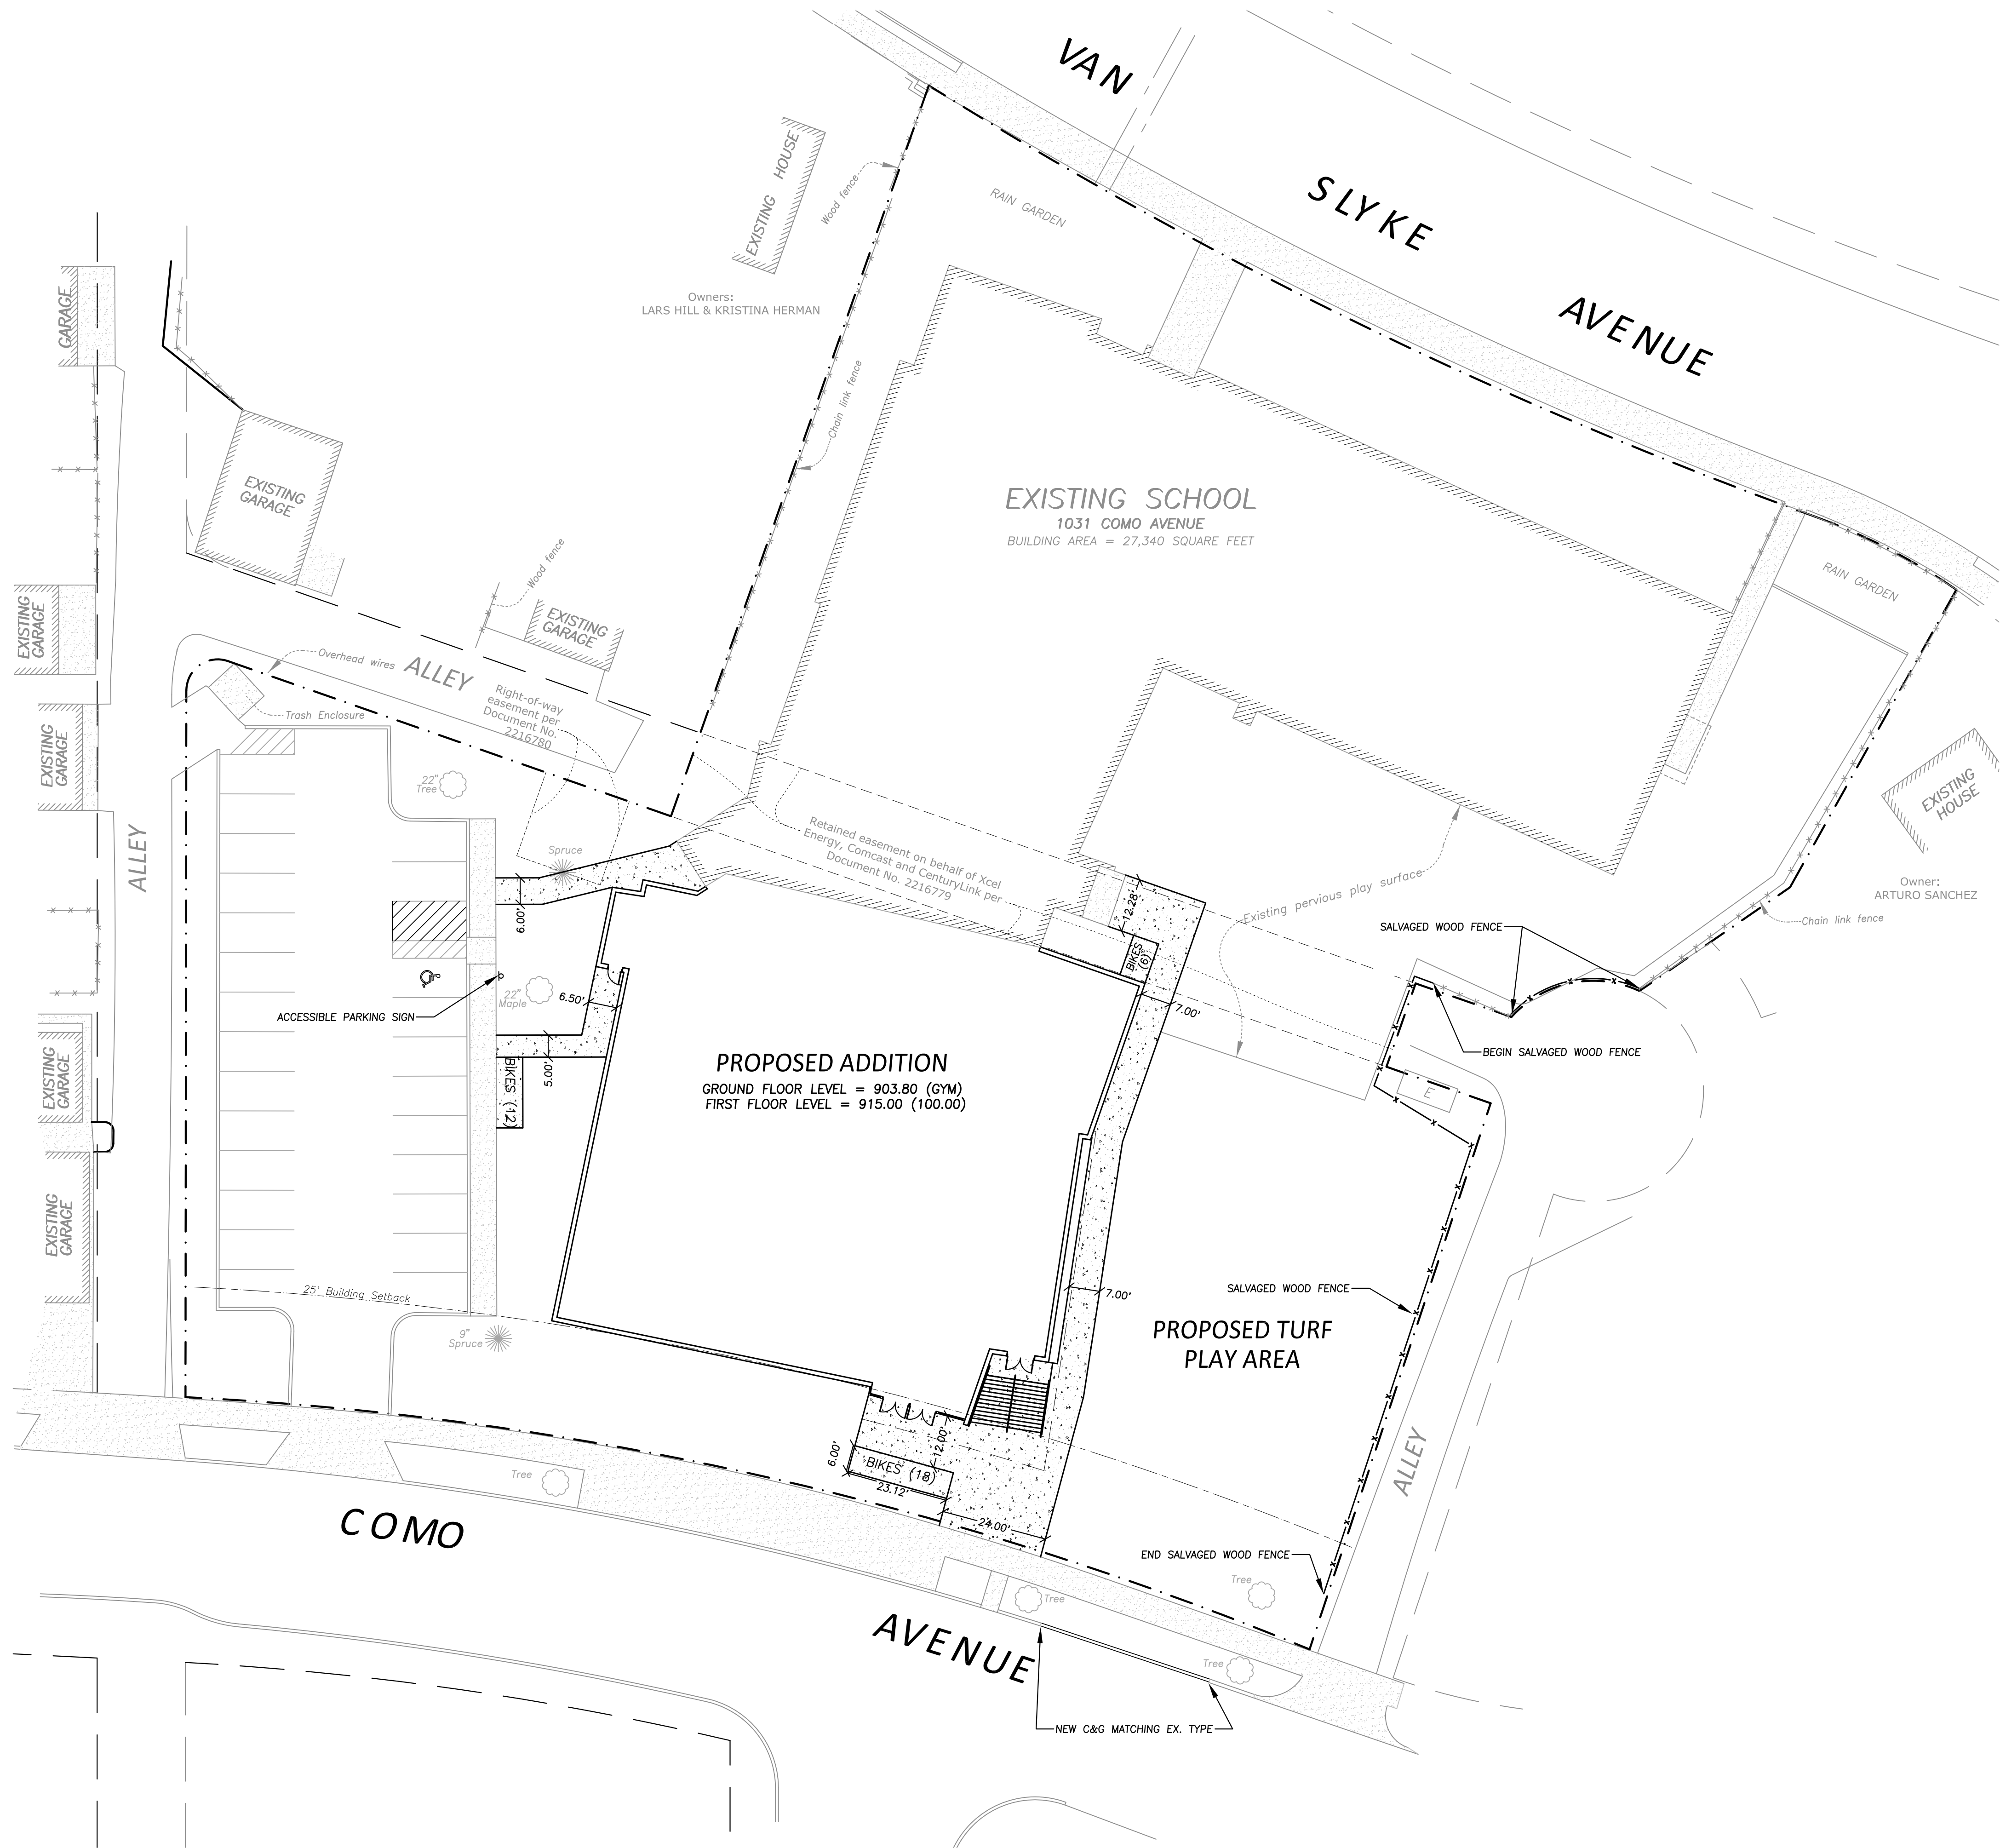 VAN
SLYKE
AVENUE
EXISTING HOUSE
Wood fence
RAIN GARDEN
Owners:
LARS HILL & KRISTINA HERMAN
GARAGE
Chain link fence
EXISTING
GARAGE
EXISTING SCHOOL
1031 COMO AVENUE
BUILDING AREA = 27,340 SQUARE FEET
Wood fence
EXISTING
GARAGE
RAIN GARDEN
EXISTING
GARAGE
Overhead wires
ALLEY
Right-of-way
easement per
Document No.
2216780
Trash Enclosure
EXISTING
GARAGE
22"
Tree
EXISTING
HOUSE
ALLEY
Spruce
Retained easement on behalf of Xcel
Energy, Comcast and CenturyLink per
Document No. 2216779
Existing pervious play surface
Owner:
ARTURO SANCHEZ
Chain link fence
6.00'
12.28'
BIKES
(6)
SALVAGED WOOD FENCE
ACCESSIBLE PARKING SIGN
22"
Maple
6.50'
7.00'
BEGIN SALVAGED WOOD FENCE
EXISTING
GARAGE
5.00'
BIKES (12)
PROPOSED ADDITION
GROUND FLOOR LEVEL = 903.80 (GYM)
FIRST FLOOR LEVEL = 915.00 (100.00)
E
EXISTING
GARAGE
25' Building Setback
7.00'
SALVAGED WOOD FENCE
9"
Spruce
PROPOSED TURF
PLAY AREA
6.00'
12.00'
BIKES (18)
23.12'
24.00'
ALLEY
Tree
COMO
AVENUE
END SALVAGED WOOD FENCE
Tree
Tree
Tree
NEW C&G MATCHING EX. TYPE